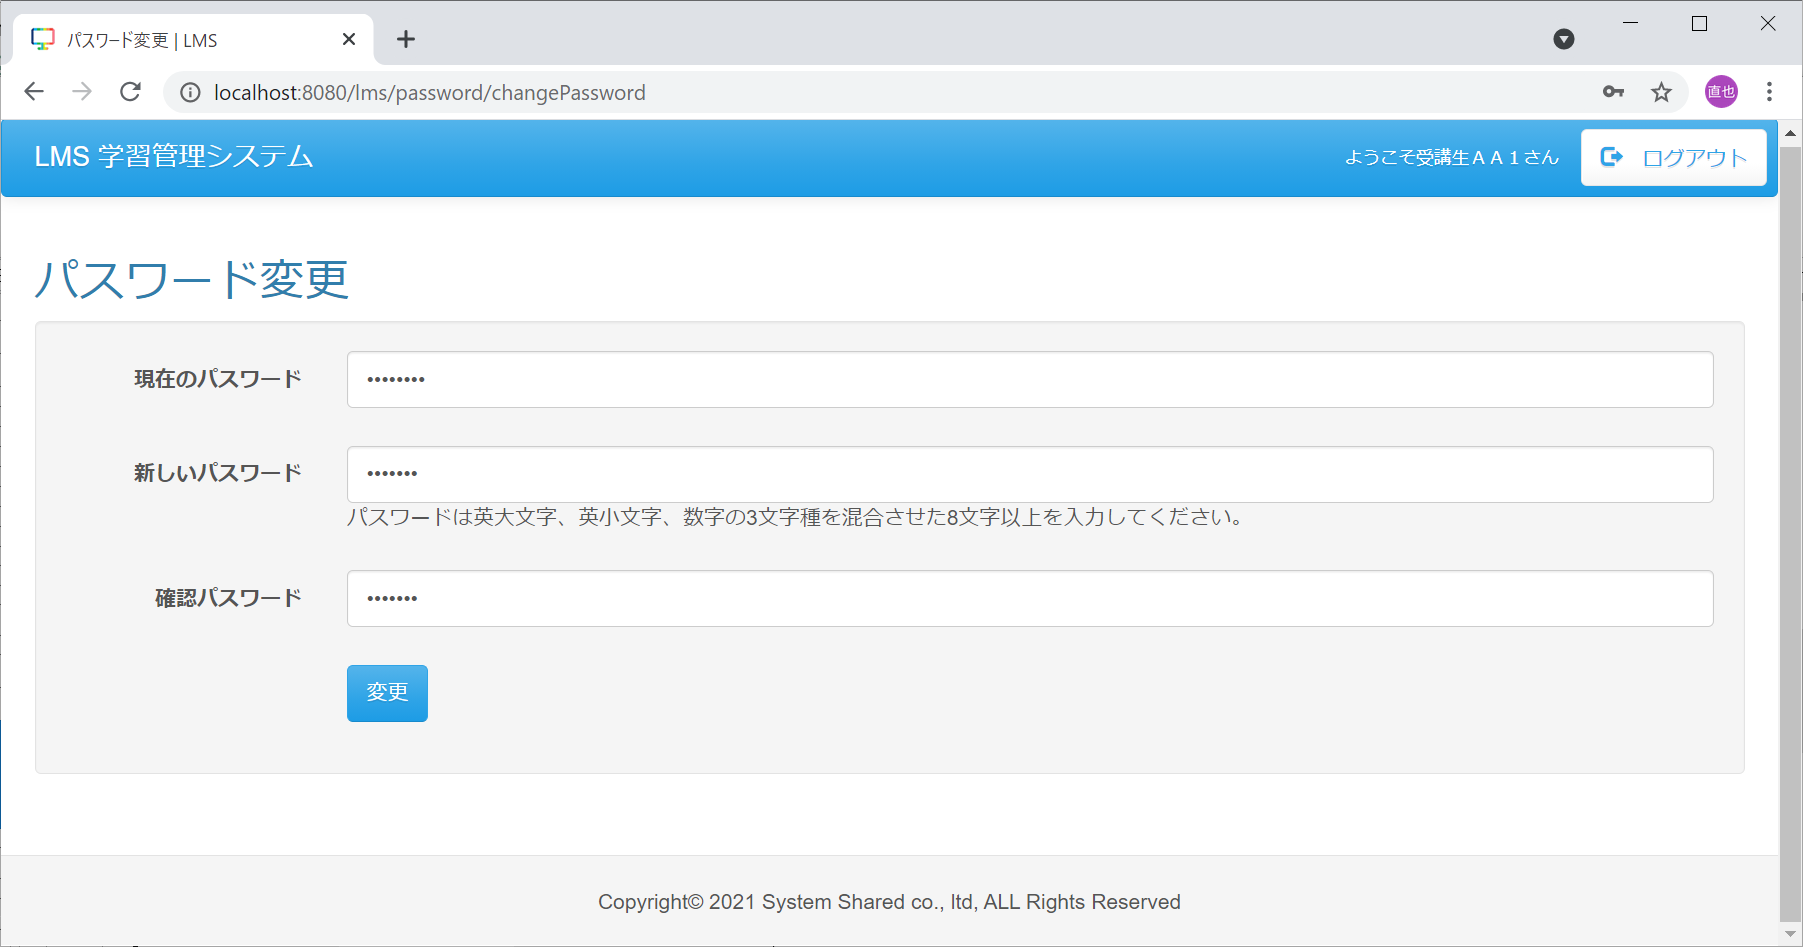 パスワード変更 | LMS
localhost:8080/lms/password/changePassword
直也
LMS 学習管理システム
ようこそ受講生ＡＡ１さん
ログアウト
パスワード変更
現在のパスワード
••••••••
新しいパスワード
•••••••
パスワードは英大文字、英小文字、数字の3文字種を混合させた8文字以上を入力してください。
確認パスワード
•••••••
変更
Copyright© 2021 System Shared co., ltd, ALL Rights Reserved